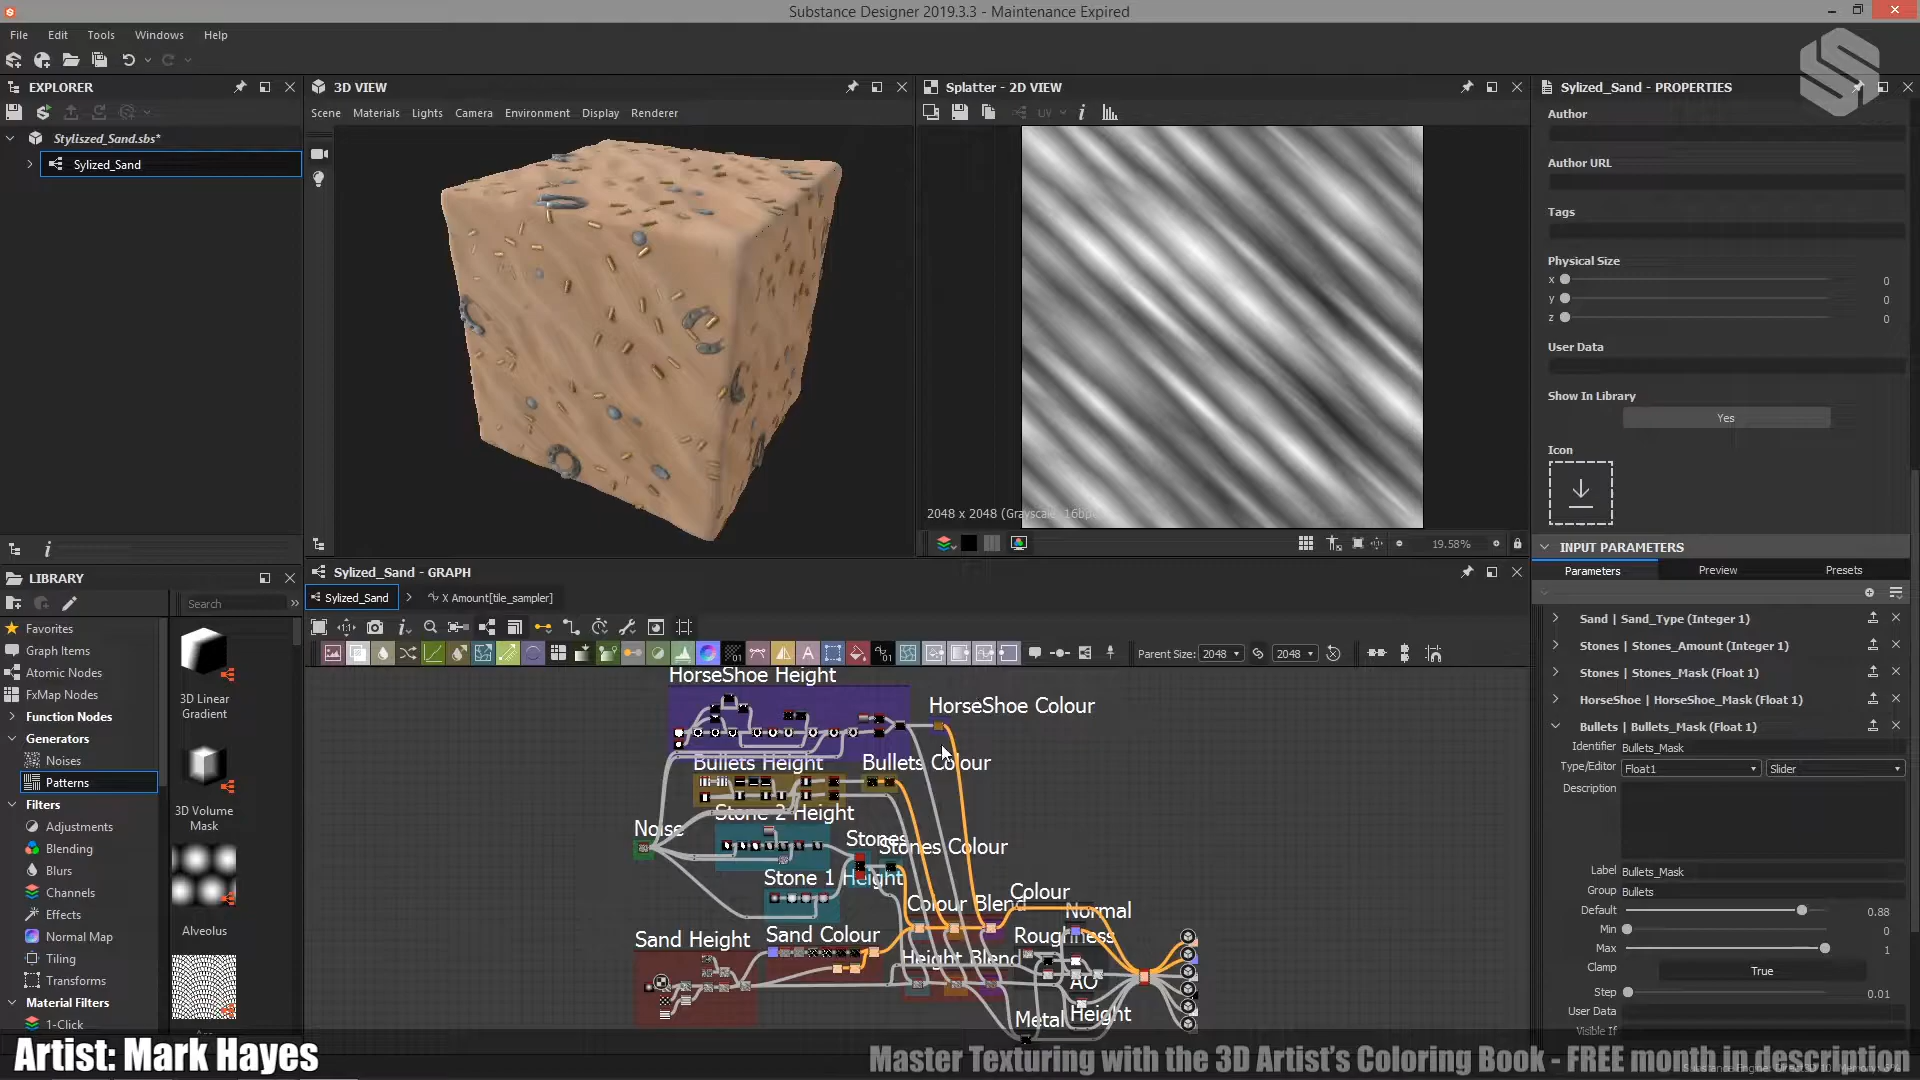 Substance Designer 2019.3.3 - Maintenance Expired
File Edit Tools Windows Help
EXPLORER
Styliszed_Sand.sbs*
Sylized_Sand
3D VIEW
Scene Materials Lights Camera Environment Display Renderer
Splatter - 2D VIEW
UV
2048 x 2048 (Grayscale, 16bpc)
19.58%
Sylized_Sand - PROPERTIES
Author
Author URL
Tags
Physical Size
x 0
y 0
z 0
User Data
Show In Library
Yes
Icon
INPUT PARAMETERS
Parameters Preview Presets
Sand | Sand_Type (Integer 1)
Stones | Stones_Amount (Integer 1)
Stones | Stones_Mask (Float 1)
HorseShoe | HorseShoe_Mask (Float 1)
Bullets | Bullets_Mask (Float 1)
Identifier Bullets_Mask
Type/Editor Float1 Slider
Description
Label Bullets_Mask
Group Bullets
Default 0.88
Min 0
Max 1
Clamp True
Step 0.01
User Data
Visible If
LIBRARY
Search
Favorites
Graph Items
Atomic Nodes
FxMap Nodes
Function Nodes
Generators
Noises
Patterns
Filters
Adjustments
Blending
Blurs
Channels
Effects
Normal Map
Tiling
Transforms
Material Filters
1-Click
3D Linear
Gradient
3D Volume
Mask
Alveolus
Sylized_Sand - GRAPH
Sylized_Sand > X Amount[tile_sampler]
Parent Size: 2048 2048
HorseShoe Height
HorseShoe Colour
Bullets Height
Bullets Colour
Stone 2 Height
Noise
Stones
Stones Colour
Stone 1 Height
Colour Blend
Colour
Normal
Sand Height
Sand Colour
Roughness
Height Blend
AO
Metal
Height
Artist: Mark Hayes
Master Texturing with the 3D Artist's Coloring Book - FREE month in description